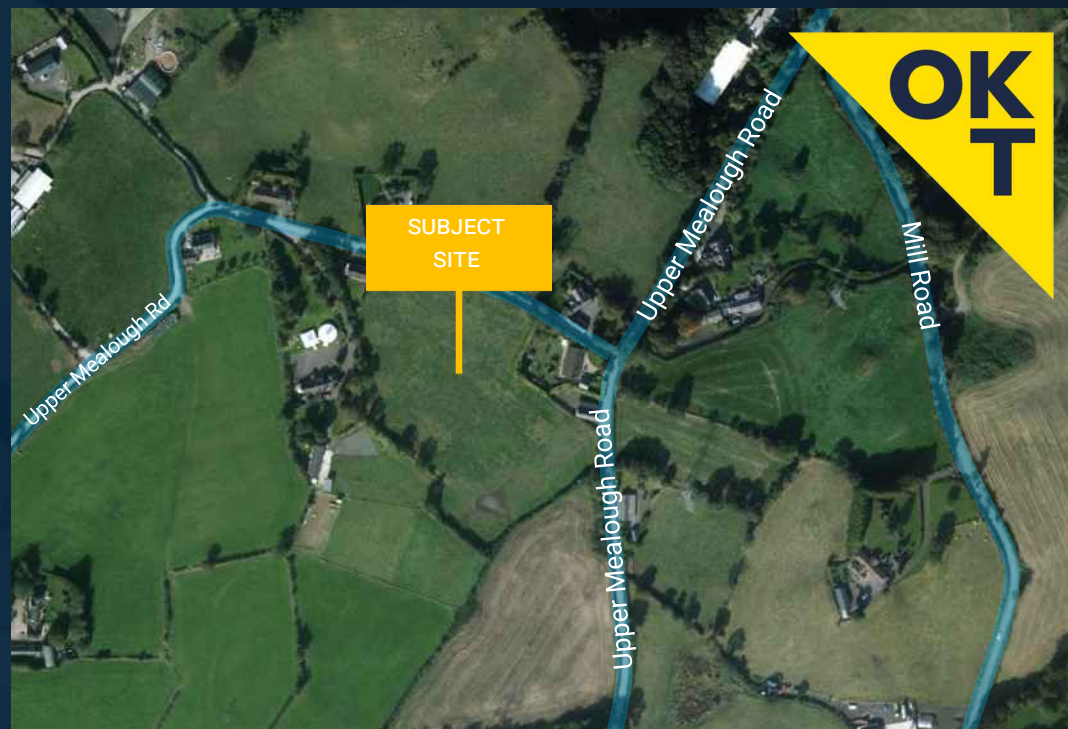 OK
T
SUBJECT
SITE
Upper Mealough Road
Mill Road
Upper Mealough Rd
Upper Mealough Road